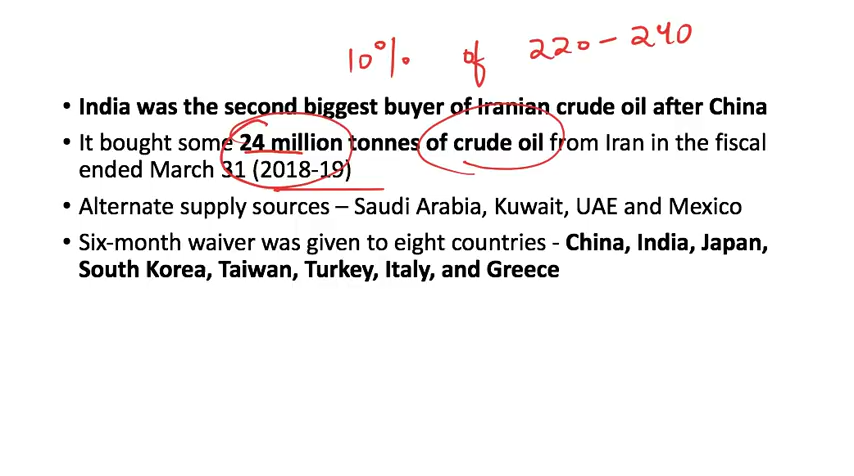 10% of 220 - 240
• India was the second biggest buyer of Iranian crude oil after China
• It bought some 24 million tonnes of crude oil from Iran in the fiscal
ended March 31 (2018-19)
• Alternate supply sources – Saudi Arabia, Kuwait, UAE and Mexico
• Six-month waiver was given to eight countries - China, India, Japan,
South Korea, Taiwan, Turkey, Italy, and Greece